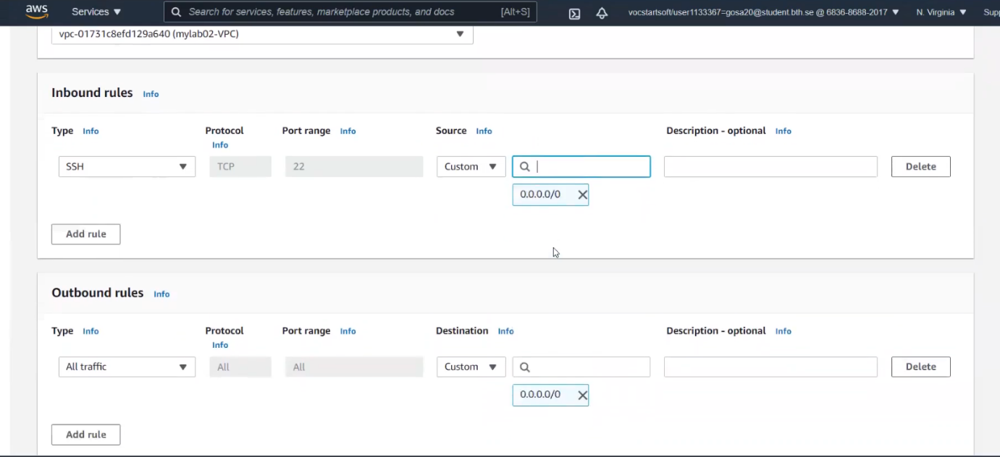 aws Services ▼ Search for services, features, marketplace products, and docs [Alt+S] vocstartsoft/user1133367=gosa20@student.bth.se @ 6836-8688-2017 ▼ N. Virginia ▼ Supp
vpc-01731c8efd129a640 (mylab02-VPC)
Inbound rules Info
Type Info Protocol Info Port range Info Source Info Description - optional Info
SSH TCP 22 Custom Delete
0.0.0.0/0
Add rule
Outbound rules Info
Type Info Protocol Info Port range Info Destination Info Description - optional Info
All traffic All All Custom Delete
0.0.0.0/0
Add rule